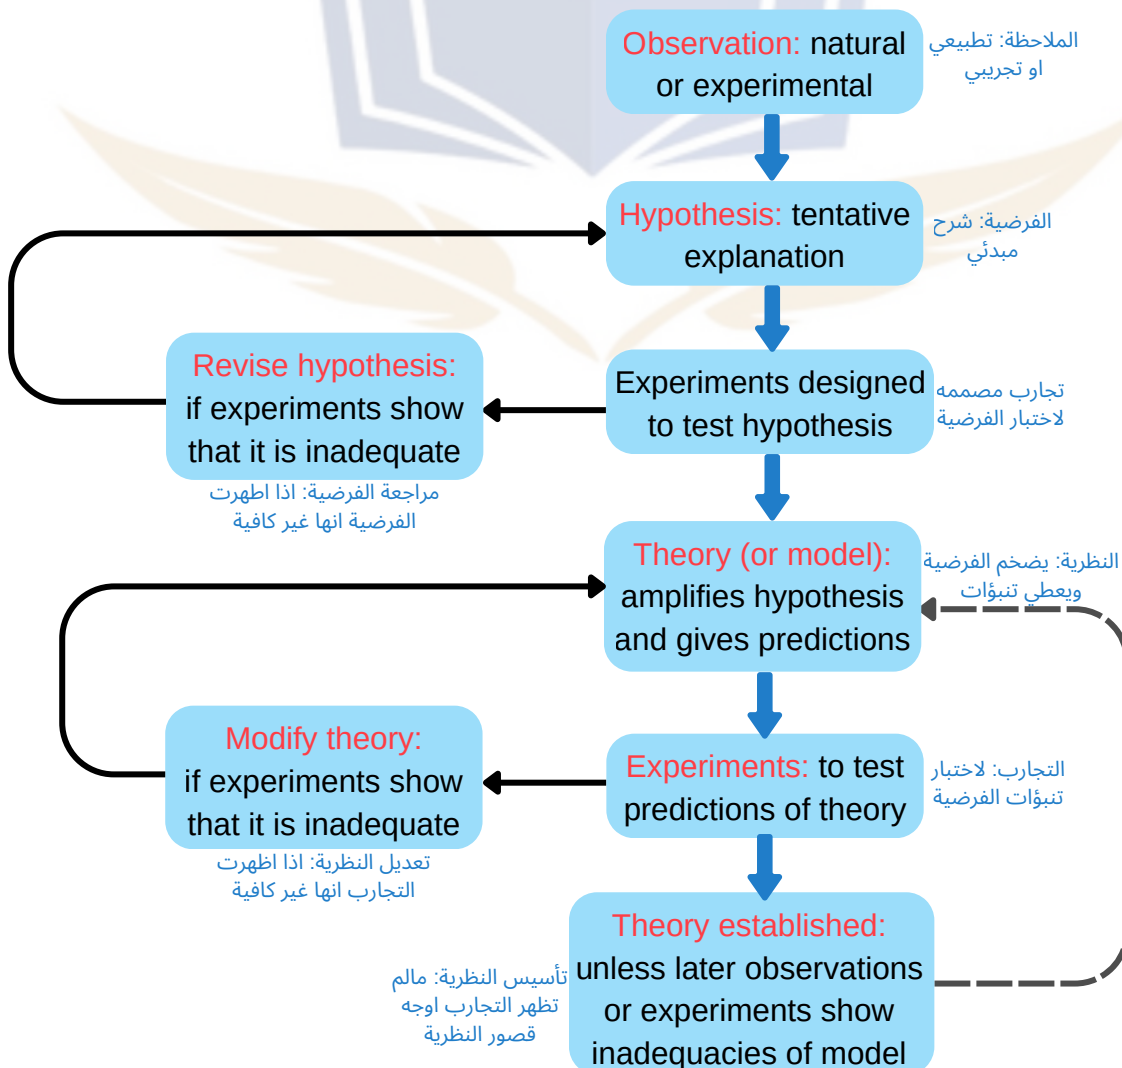 Observation: natural
or experimental
الملاحظة: تطبيعي
او تجريبي
Hypothesis: tentative
explanation
الفرضية: شرح
مبدئي
Revise hypothesis:
if experiments show
that it is inadequate
مراجعة الفرضية: اذا اطهرت
الفرضية انها غير كافية
Experiments designed
to test hypothesis
تجارب مصممه
لاختبار الفرضية
Theory (or model):
amplifies hypothesis
and gives predictions
النظرية: يضخم الفرضية
ويعطي تنبؤات
Modify theory:
if experiments show
that it is inadequate
تعديل النظرية: اذا اظهرت
التجارب انها غير كافية
Experiments: to test
predictions of theory
التجارب: لاختبار
تنبؤات الفرضية
Theory established:
unless later observations
or experiments show
inadequacies of model
تأسيس النظرية: مالم
تظهر التجارب اوجه
قصور النظرية